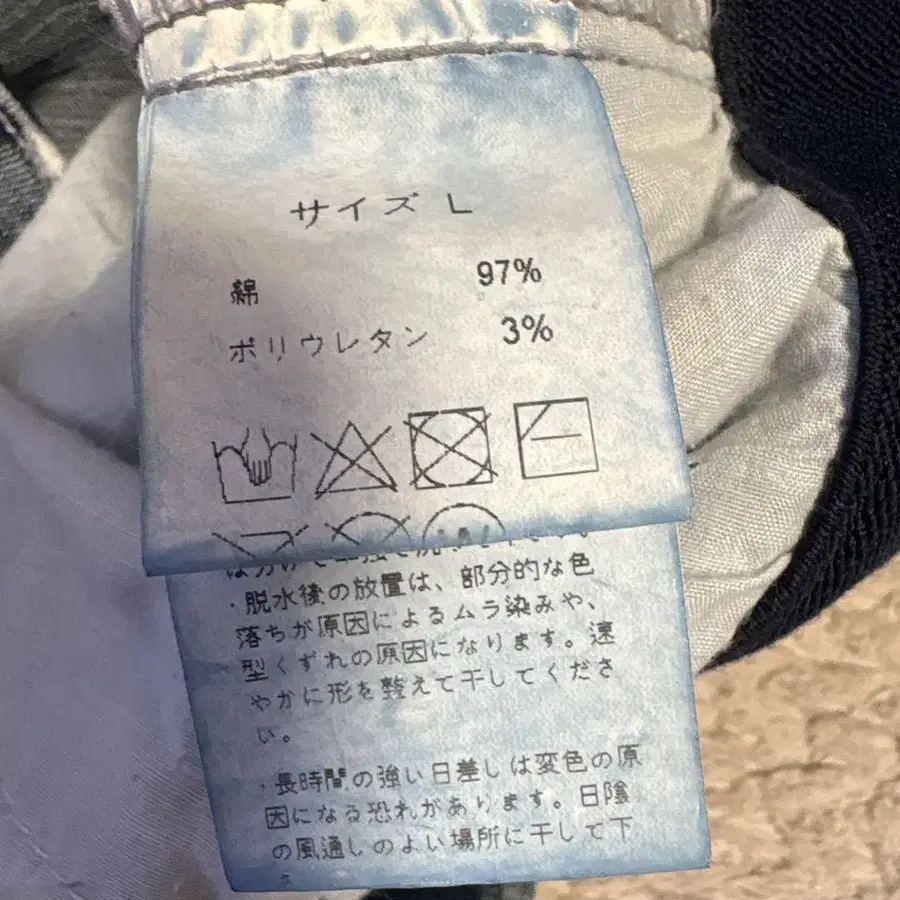 サイズ L
綿 97%
ポリウレタン 3%
・脱水後の放置は、部分的な色
落ちが原因によるムラ染みや、
型くずれの原因になります。速
やかに形を整えて干してくださ
い。
・長時間の強い日差しは変色の原
因になる恐れがあります。日陰
の風通しのよい場所に干して下